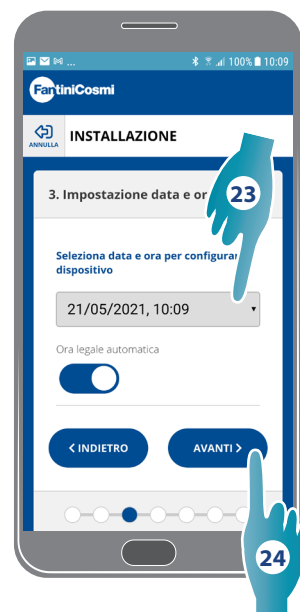 ... 100% 10:09
FantiniCosmi
ANNULLA INSTALLAZIONE
3. Impostazione data e or
23
Seleziona data e ora per configurar
dispositivo
21/05/2021, 10:09
Ora legale automatica
< INDIETRO AVANTI >
24